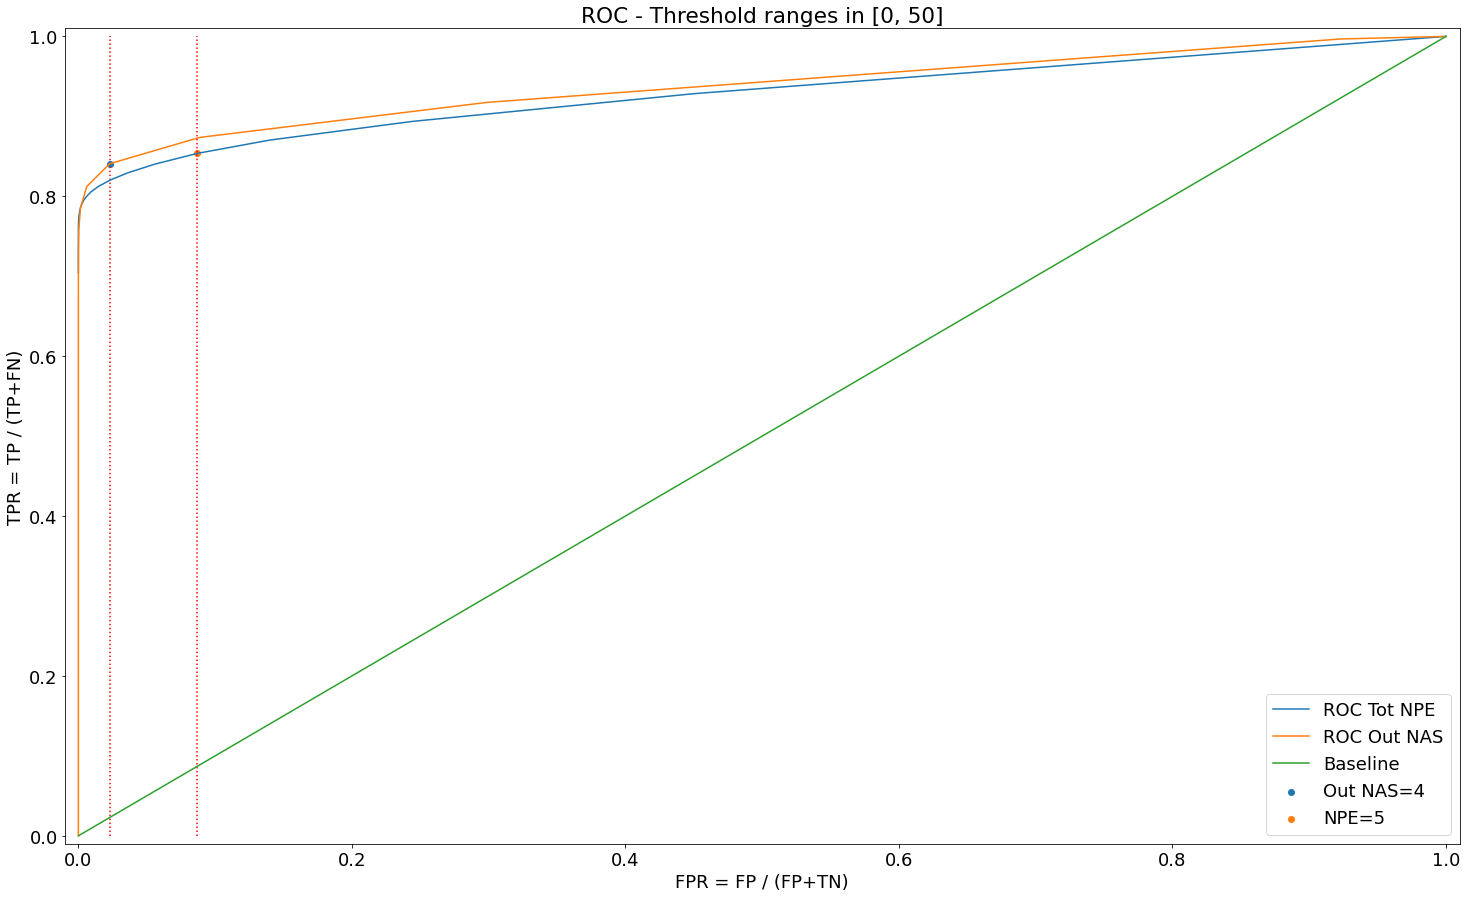 ROC - Threshold ranges in [0, 50]
TPR = TP / (TP+FN)
1.0
0.8
0.6
0.4
0.2
0.0
0.0 0.2 0.4 0.6 0.8 1.0
FPR = FP / (FP+TN)
ROC Tot NPE
ROC Out NAS
Baseline
Out NAS=4
NPE=5